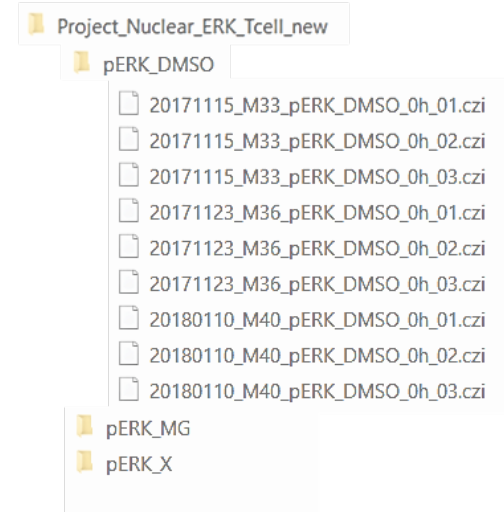 Project_Nuclear_ERK_Tcell_new
pERK_DMSO
20171115_M33_pERK_DMSO_0h_01.czi
20171115_M33_pERK_DMSO_0h_02.czi
20171115_M33_pERK_DMSO_0h_03.czi
20171123_M36_pERK_DMSO_0h_01.czi
20171123_M36_pERK_DMSO_0h_02.czi
20171123_M36_pERK_DMSO_0h_03.czi
20180110_M40_pERK_DMSO_0h_01.czi
20180110_M40_pERK_DMSO_0h_02.czi
20180110_M40_pERK_DMSO_0h_03.czi
pERK_MG
pERK_X